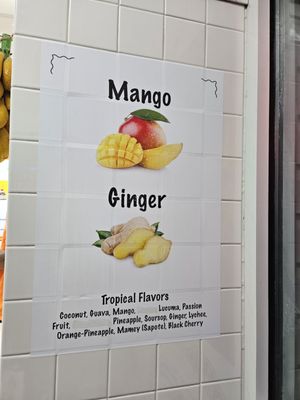 Mango
Ginger
Tropical Flavors
Coconut, Guava, Mango, Lucuma, Passion
Fruit, Pineapple, Soursop, Ginger, Lychee,
Orange-Pineapple, Mamey (Sapote), Black Cherry